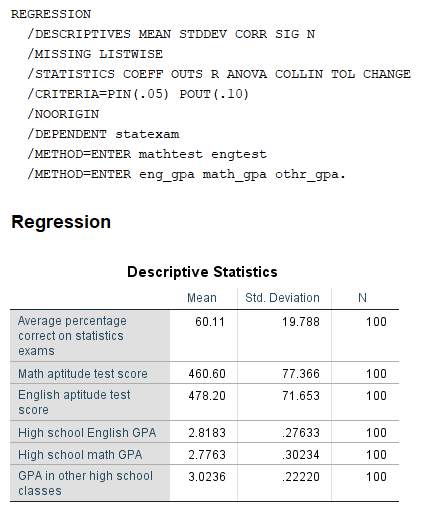 REGRESSION
/DESCRIPTIVES MEAN STDDEV CORR SIG N
/MISSING LISTWISE
/STATISTICS COEFF OUTS R ANOVA COLLIN TOL CHANGE
/CRITERIA=PIN(.05) POUT(.10)
/NOORIGIN
/DEPENDENT statexam
/METHOD=ENTER mathtest engtest
/METHOD=ENTER eng_gpa math_gpa othr_gpa.
Regression
Descriptive Statistics
Mean Std. Deviation N
Average percentage 60.11 19.788 100
correct on statistics
exams
Math aptitude test score 460.60 77.366 100
English aptitude test 478.20 71.653 100
score
High school English GPA 2.8183 .27633 100
High school math GPA 2.7763 .30234 100
GPA in other high school 3.0236 .22220 100
classes